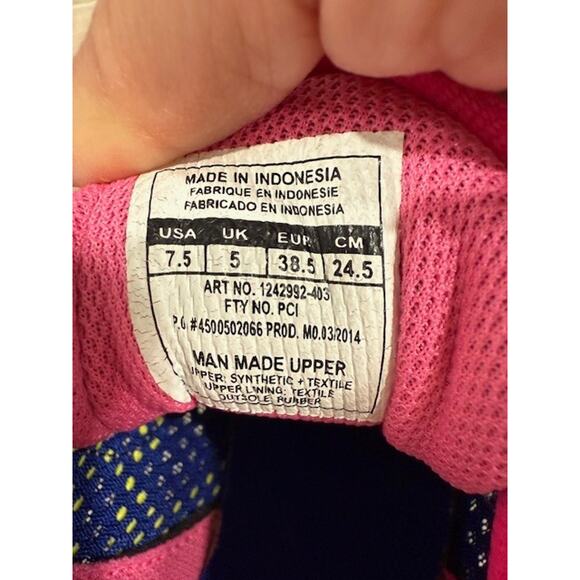 MADE IN INDONESIA
FABRIQUE EN INDONESIE
FABRICADO EN INDONESIA
USA UK EUR CM
7.5 5 38.5 24.5
ART NO. 1242992-403
FTY NO. PCI
P.O #4500502066 PROD. MO.03/2014
MAN MADE UPPER
UPPER: SYNTHETIC + TEXTILE
UPPER LINING: TEXTILE
OUTSOLE: RUBBER